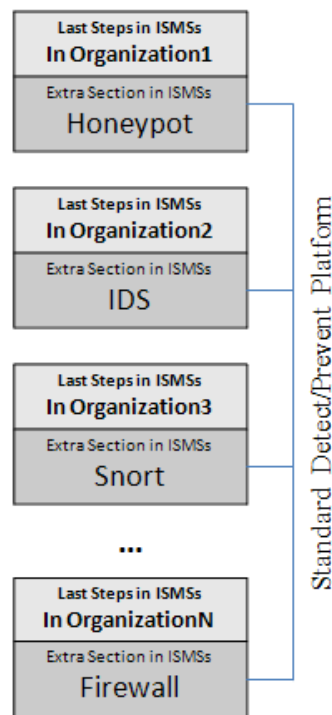 Last Steps in ISMSs
In Organization1
Extra Section in ISMSs
Honeypot
Last Steps in ISMSs
In Organization2
Extra Section in ISMSs
IDS
Last Steps in ISMSs
In Organization3
Extra Section in ISMSs
Snort
...
Last Steps in ISMSs
In OrganizationN
Extra Section in ISMSs
Firewall
Standard Detect/Prevent Platform